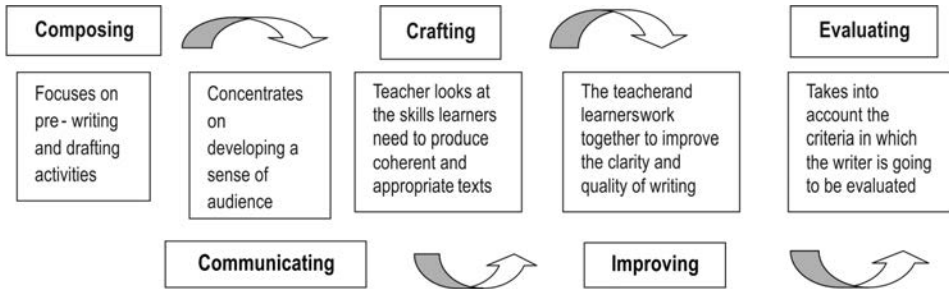 Composing
Crafting
Evaluating
Focuses on
pre - writing
and drafting
activities
Concentrates
on
developing a
sense of
audience
Teacher looks at
the skills learners
need to produce
coherent and
appropriate texts
The teacherand
learnerswork
together to improve
the clarity and
quality of writing
Takes into
account the
criteria in which
the writer is going
to be evaluated
Communicating
Improving